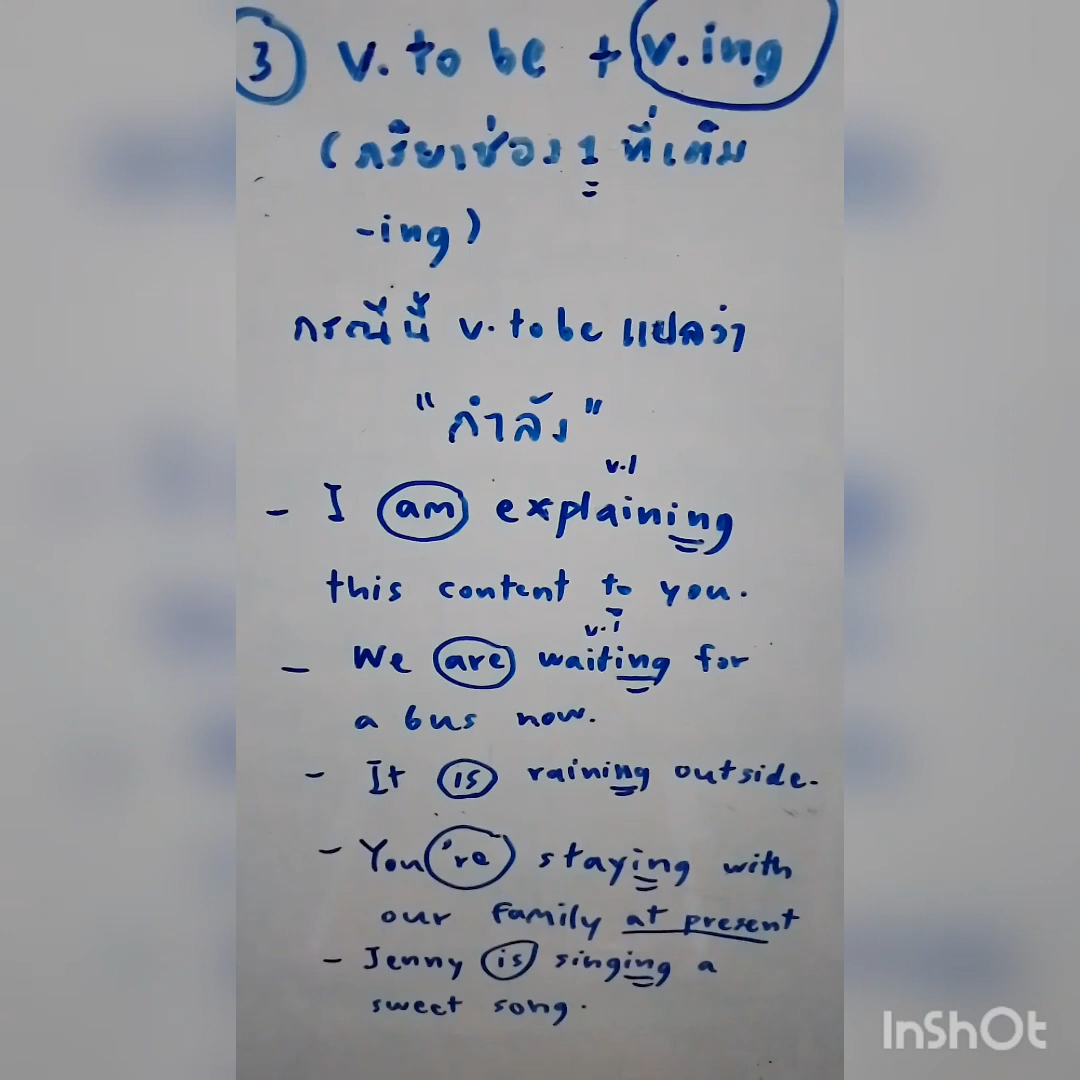 3 v. to be + v.ing
(กริยาช่อง 1 ที่เติม
-ing)
กรณีนี้ v. to be แปลว่า
"กำลัง"
v.1
- I am explaining
this content to you.
v.1
- We are waiting for
a bus now.
- It is raining outside.
- You're staying with
our family at present
- Jenny is singing a
sweet song.
InShOt